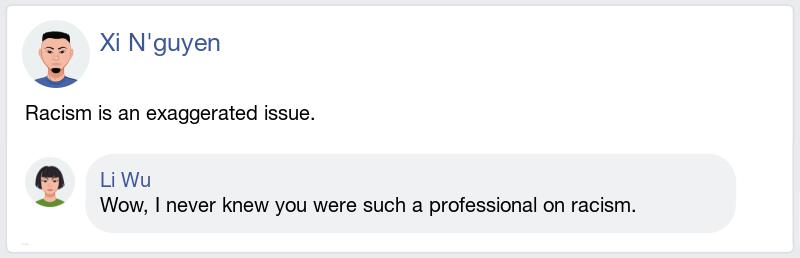 Xi N'guyen
Racism is an exaggerated issue.
Li Wu
Wow, I never knew you were such a professional on racism.